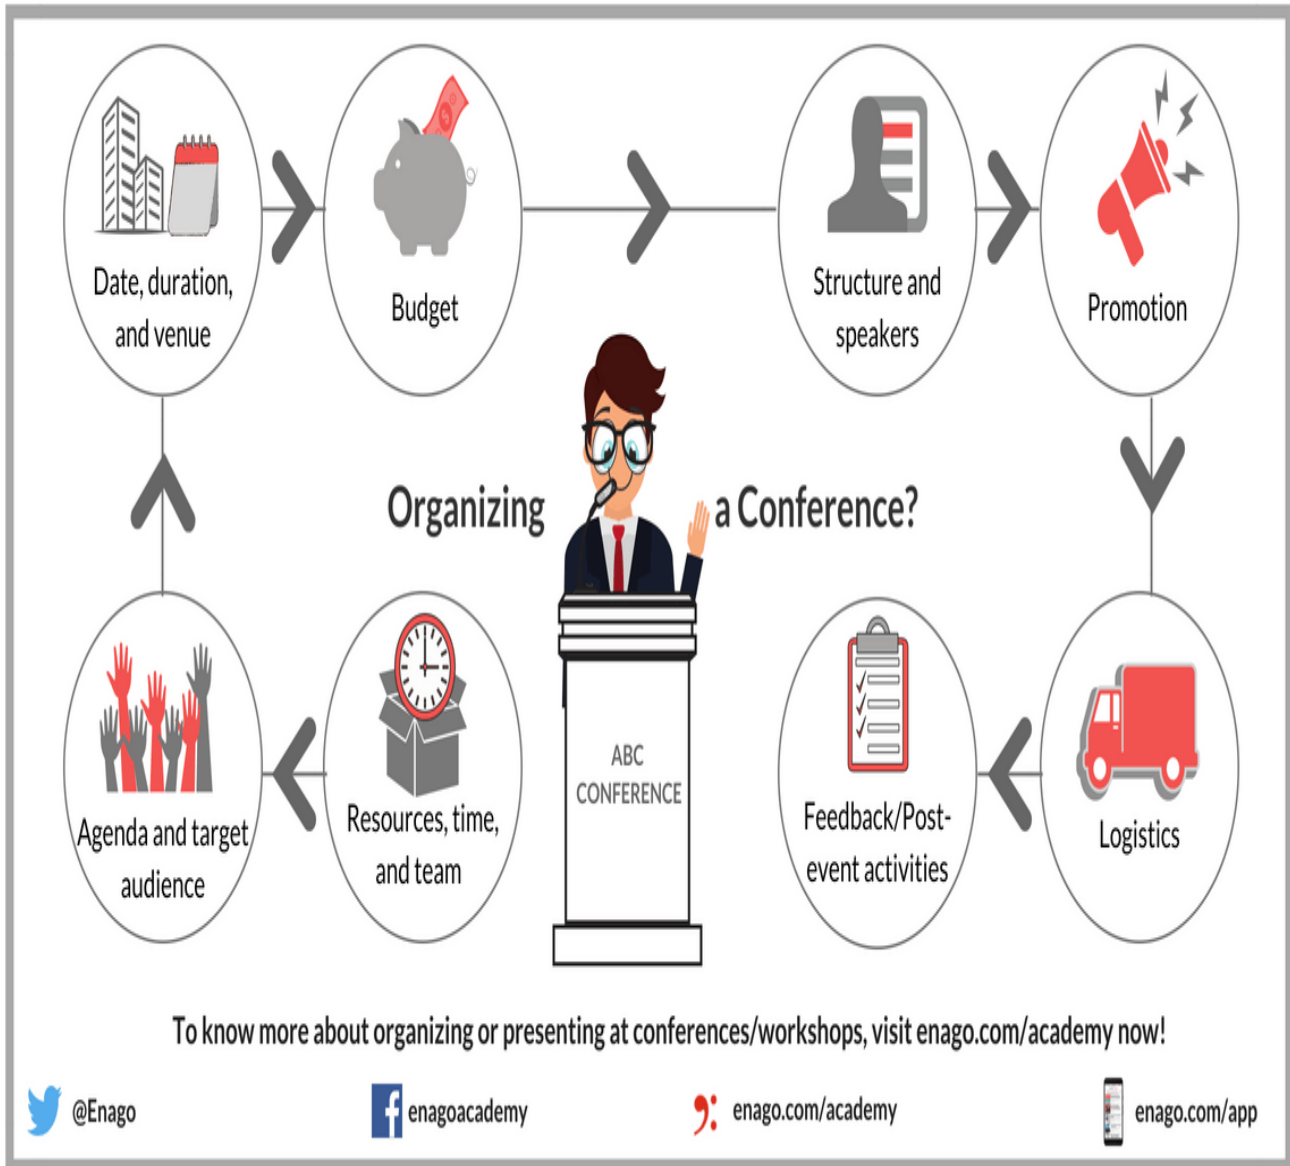 Date, duration,
and venue
Budget
Structure and
speakers
Promotion
Organizing a Conference?
Agenda and target
audience
Resources, time,
and team
ABC
CONFERENCE
Feedback/Post-
event activities
Logistics
To know more about organizing or presenting at conferences/workshops, visit enago.com/academy now!
@Enago
enagoacademy
enago.com/academy
enago.com/app